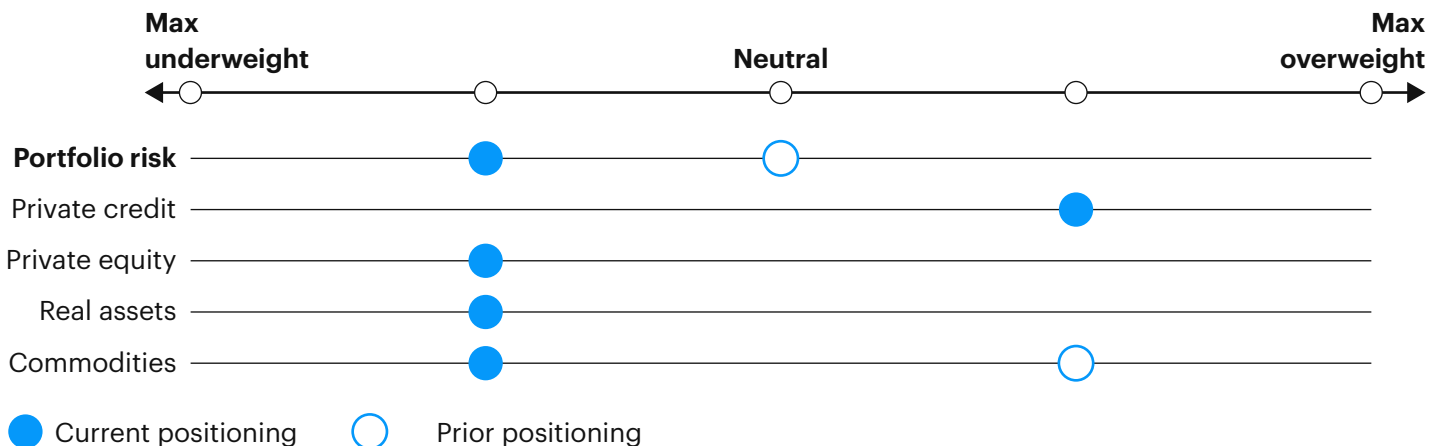 Max
underweight
Neutral
Max
overweight
Portfolio risk
Private credit
Private equity
Real assets
Commodities
Current positioning
Prior positioning